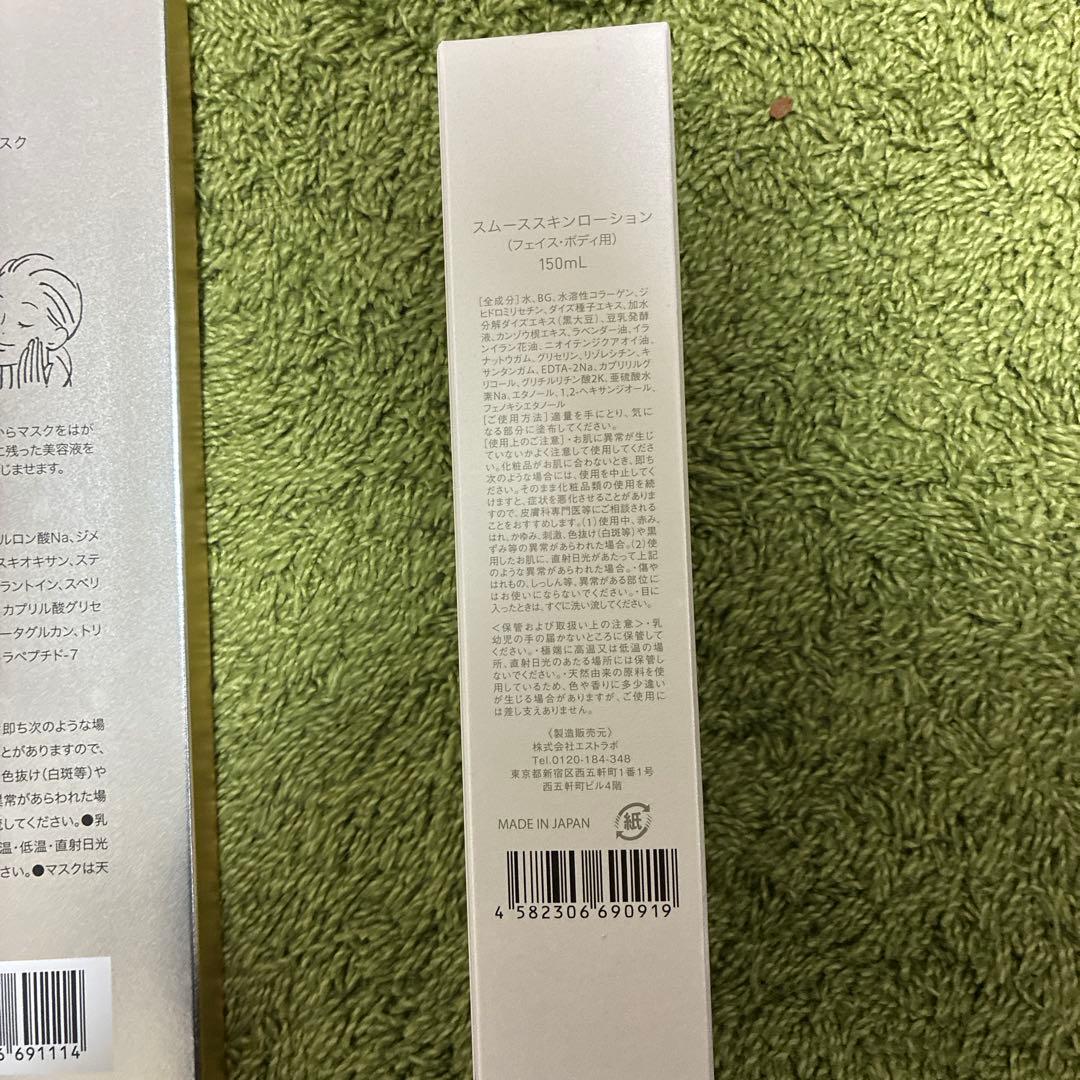 スク
からマスクをはが
に残った美容液を
じませます。
ルロン酸Na、ジメ
スキオキサン、ステ
ラントイン、スペリ
カプリル酸グリセ
ータグルカン、トリ
ラペプチド-7
即ち次のような場
とがありますので、
色抜け(白斑等)や
異常があらわれた場
してください。●乳
温・低温・直射日光
さい。●マスクは天
691114
スムーススキンローション
(フェイス・ボディ用)
150mL
[全成分]水、BG、水溶性コラーゲン、ジ
ヒドロミリセチン、ダイズ種子エキス、加水
分解ダイズエキス(黒大豆)、豆乳発酵
液、カンゾウ根エキス、ラベンダー油、イラ
ンイラン花油、ニオイテンジクアオイ油、
ナットウガム、グリセリン、リゾレシチン、キ
サンタンガム、EDTA-2Na、カプリリルグ
リコール、グリチルリチン酸2K、亜硫酸水
素Na、エタノール、1,2-ヘキサンジオール、
フェノキシエタノール
[ご使用方法]適量を手にとり、気に
なる部分に塗布してください。
[使用上のご注意]・お肌に異常が生じ
ていないかよく注意して使用してくださ
い。化粧品がお肌に合わないとき、即ち
次のような場合には、使用を中止してく
ださい。そのまま化粧品類の使用を続
けますと、症状を悪化させることがありま
すので、皮膚科専門医等にご相談され
ることをおすすめします。(1)使用中、赤み、
はれ、かゆみ、刺激、色抜け(白斑等)や黒
ずみ等の異常があらわれた場合。(2)使
用したお肌に、直射日光があたって上記
のような異常があらわれた場合。・傷や
はれもの、しっしん等、異常がある部位に
はお使いにならないでください。・目に
入ったときは、すぐに洗い流してください。
<保管および取扱い上の注意>・乳
幼児の手の届かないところに保管して
ください。・極端に高温又は低温の場
所、直射日光のあたる場所には保管し
ないでください。・天然由来の原料を使
用しているため、色や香りに多少違い
が生じる場合がありますが、ご使用に
は差し支えありません。
〈製造販売元〉
株式会社エストラボ
Tel.0120-184-348
東京都新宿区西五軒町1番1号
西五軒町ビル4階
MADE IN JAPAN
紙
4 582306 690919